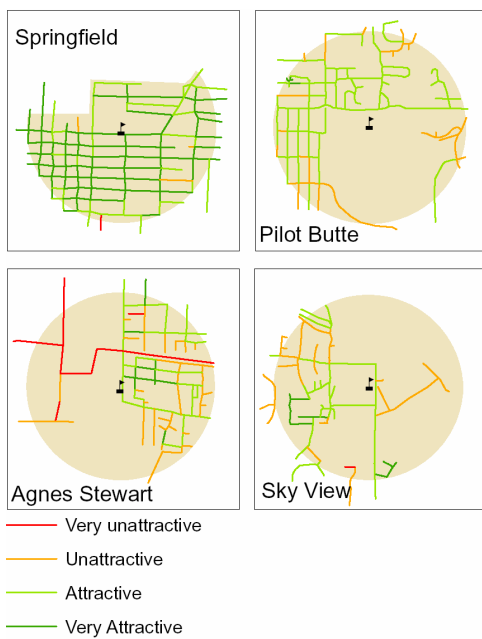 Springfield
Pilot Butte
Agnes Stewart
Sky View
Very unattractive
Unattractive
Attractive
Very Attractive